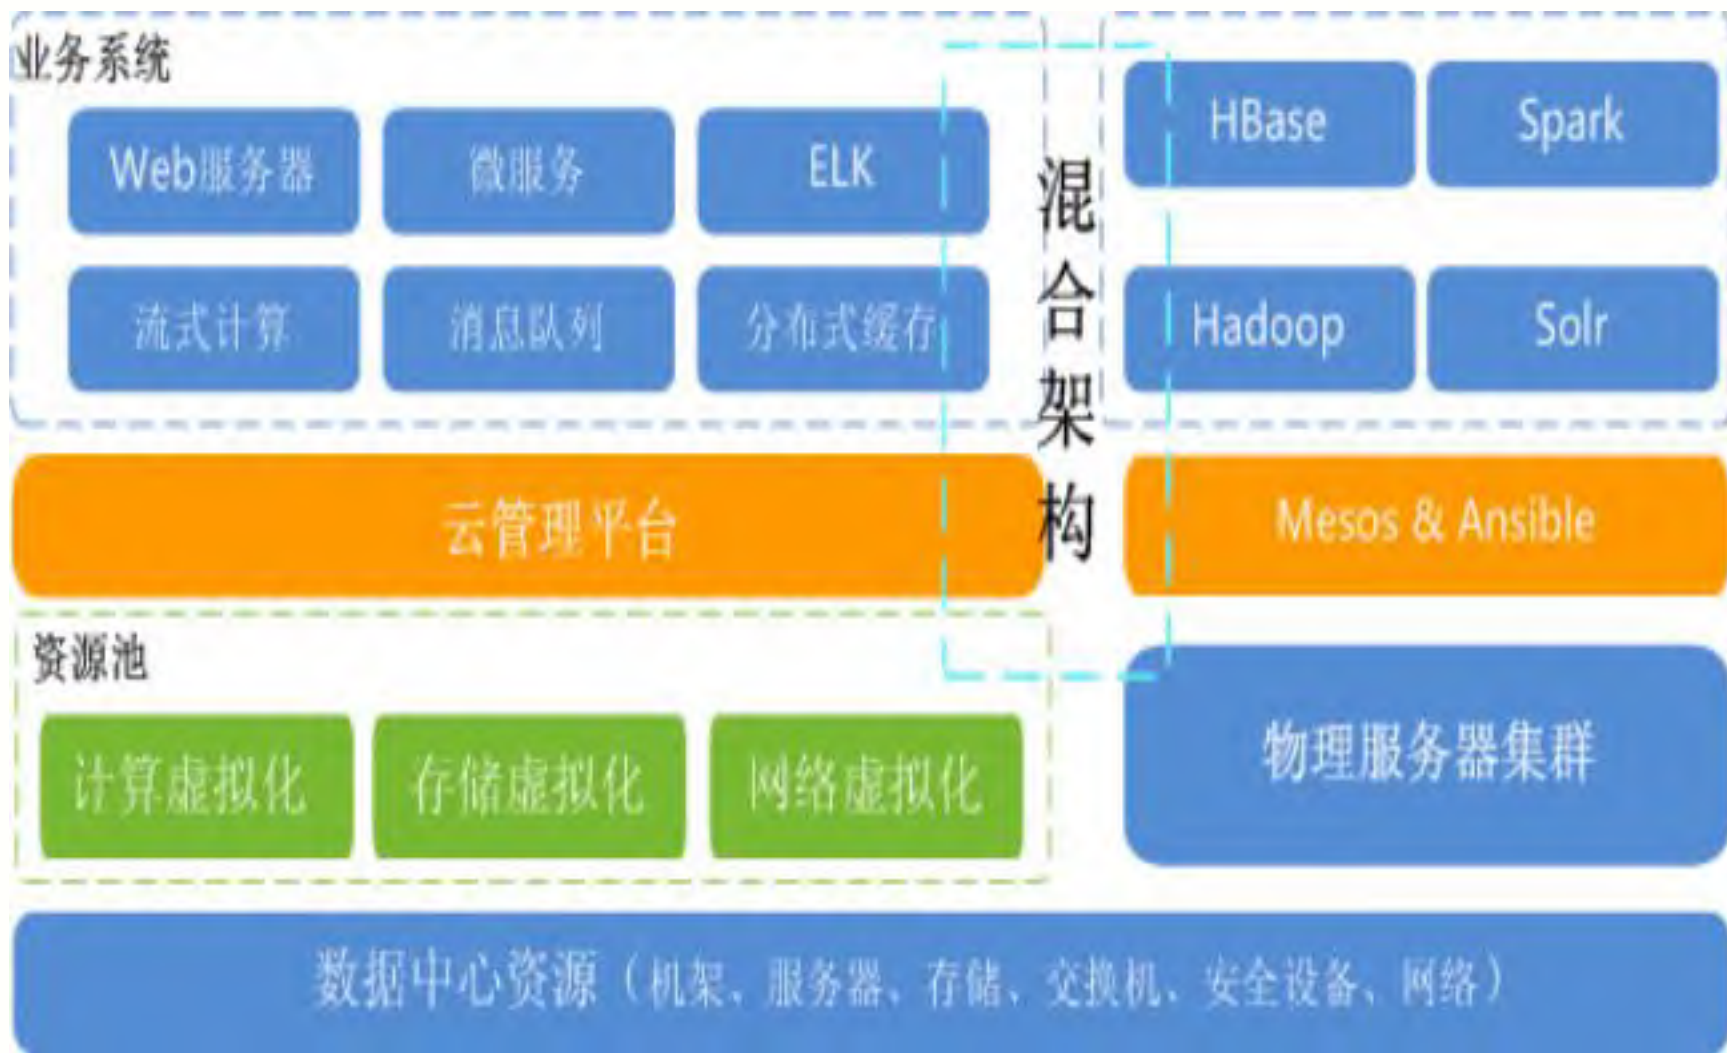 业务系统
Web服务器
微服务
ELK
流式计算
消息队列
分布式缓存
混合架构
HBase
Spark
Hadoop
Solr
云管理平台
Mesos & Ansible
资源池
计算虚拟化
存储虚拟化
网络虚拟化
物理服务器集群
数据中心资源（机架、服务器、存储、交换机、安全设备、网络）